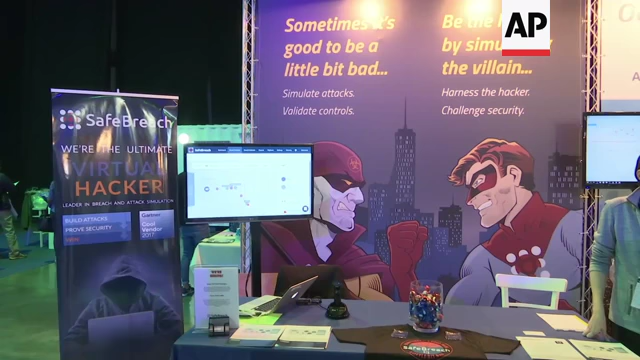 Sometimes it's
good to be a
little bit bad...
Simulate attacks.
Validate controls.
Be the
by
the villain...
Harness the hacker.
Challenge security.
AP
SafeBreach
WE'RE THE ULTIMATE
VIRTUAL
HACKER
LEADER IN BREACH AND ATTACK SIMULATION
BUILD ATTACKS
PROVE SECURITY
Gartner
Cool
Vendor
2017
SafeBreach